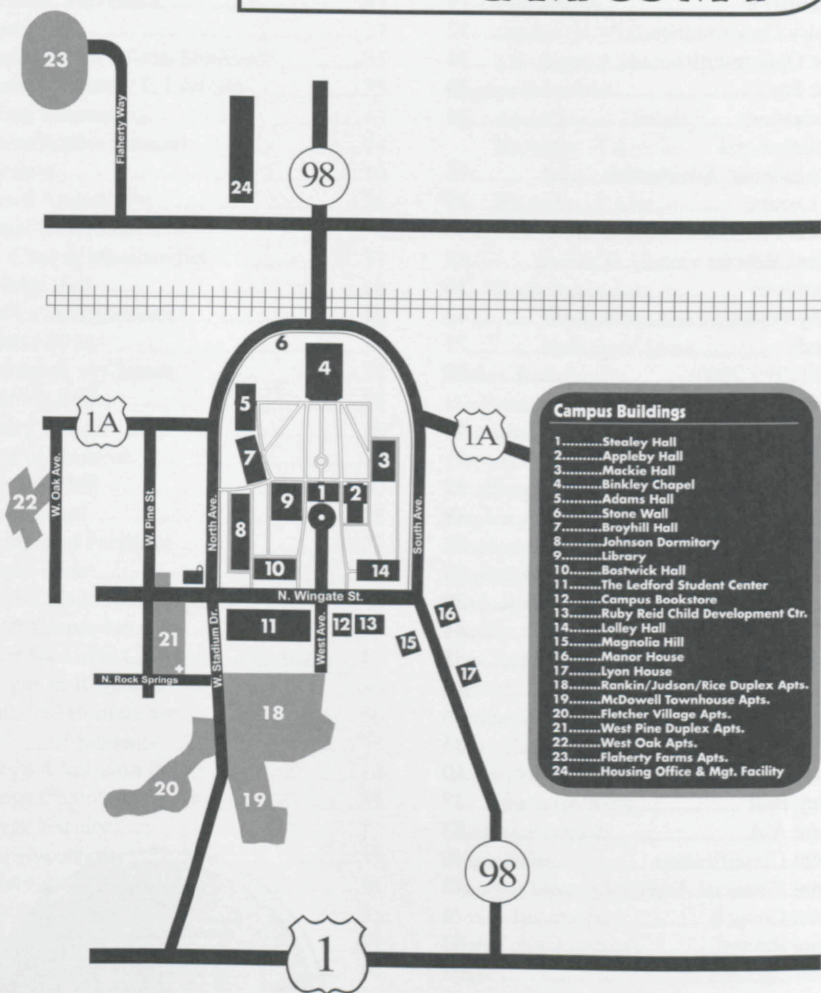 23
Flaherty Way
24
98
6
4
5
1A
1A
7
3
22
W. Oak Ave.
W. Pine St.
North Ave.
9
1
2
South Ave.
8
10
14
N. Wingate St.
11
West Ave.
12
13
16
15
21
W. Stadium Dr.
N. Rock Springs
17
18
20
19
98
1
Campus Buildings
1.........Stealey Hall
2.........Appleby Hall
3.........Mackie Hall
4.........Binkley Chapel
5.........Adams Hall
6.........Stone Wall
7.........Broyhill Hall
8.........Johnson Dormitory
9.........Library
10.......Bostwick Hall
11.......The Ledford Student Center
12.......Campus Bookstore
13.......Ruby Reid Child Development Ctr.
14.......Lolley Hall
15.......Magnolia Hill
16.......Manor House
17.......Lyon House
18.......Rankin/Judson/Rice Duplex Apts.
19.......McDowell Townhouse Apts.
20.......Fletcher Village Apts.
21.......West Pine Duplex Apts.
22.......West Oak Apts.
23.......Flaherty Farms Apts.
24.......Housing Office & Mgt. Facility